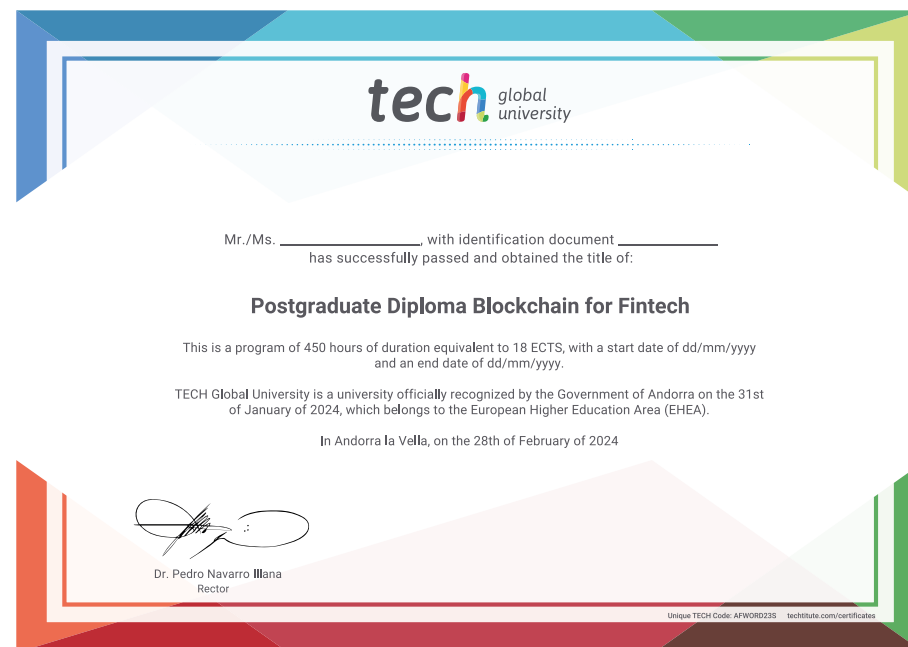 tech global university
Mr./Ms. ____________, with identification document ____________
has successfully passed and obtained the title of:
Postgraduate Diploma Blockchain for Fintech
This is a program of 450 hours of duration equivalent to 18 ECTS, with a start date of dd/mm/yyyy
and an end date of dd/mm/yyyy.
TECH Global University is a university officially recognized by the Government of Andorra on the 31st
of January of 2024, which belongs to the European Higher Education Area (EHEA).
In Andorra la Vella, on the 28th of February of 2024
Dr. Pedro Navarro Illana
Rector
Unique TECH Code: AFWORD23S techtitute.com/certificates